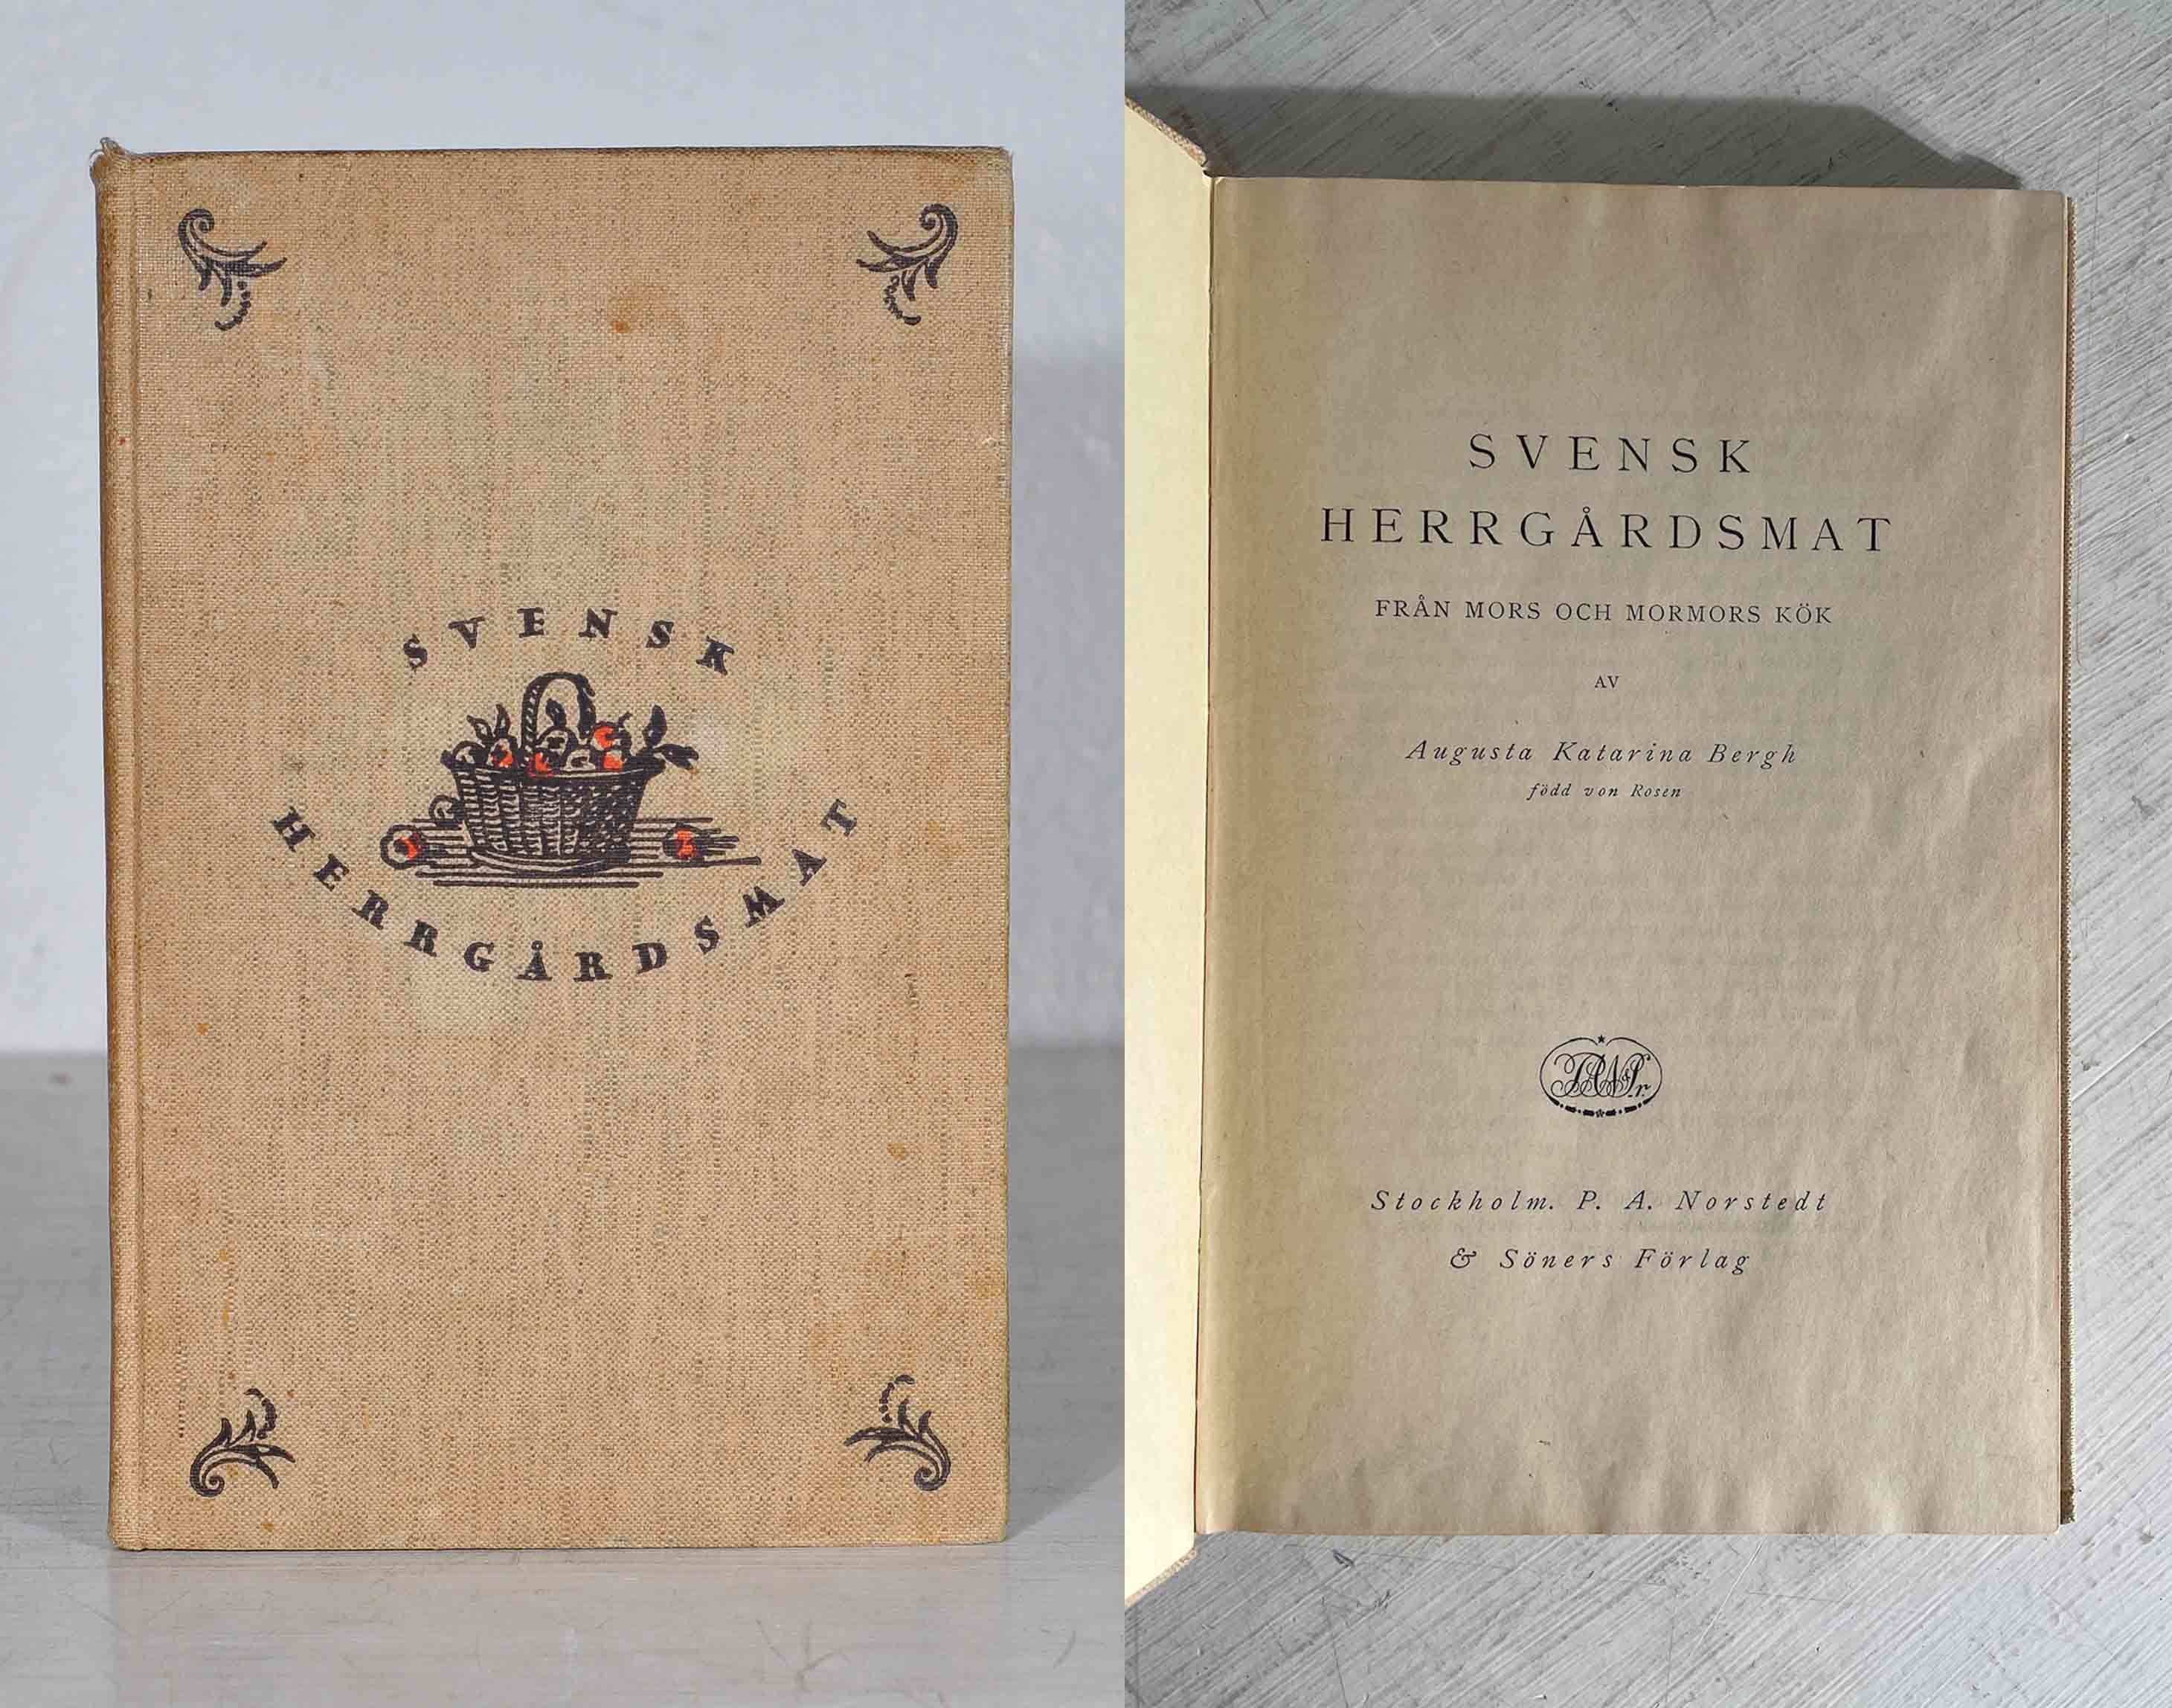 SVENSK
HERRGÅRDSMAT
SVENSK
HERRGÅRDSMAT
FRÅN MORS OCH MORMORS KÖK
AV
Augusta Katarina Bergh
född von Rosen
Stockholm. P. A. Norstedt
& Söners Förlag